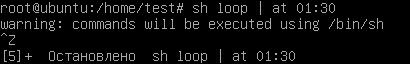 root@ubuntu:/home/test# sh loop | at 01:30
warning: commands will be executed using /bin/sh
^Z
[5]+  Остановлено  sh loop | at 01:30